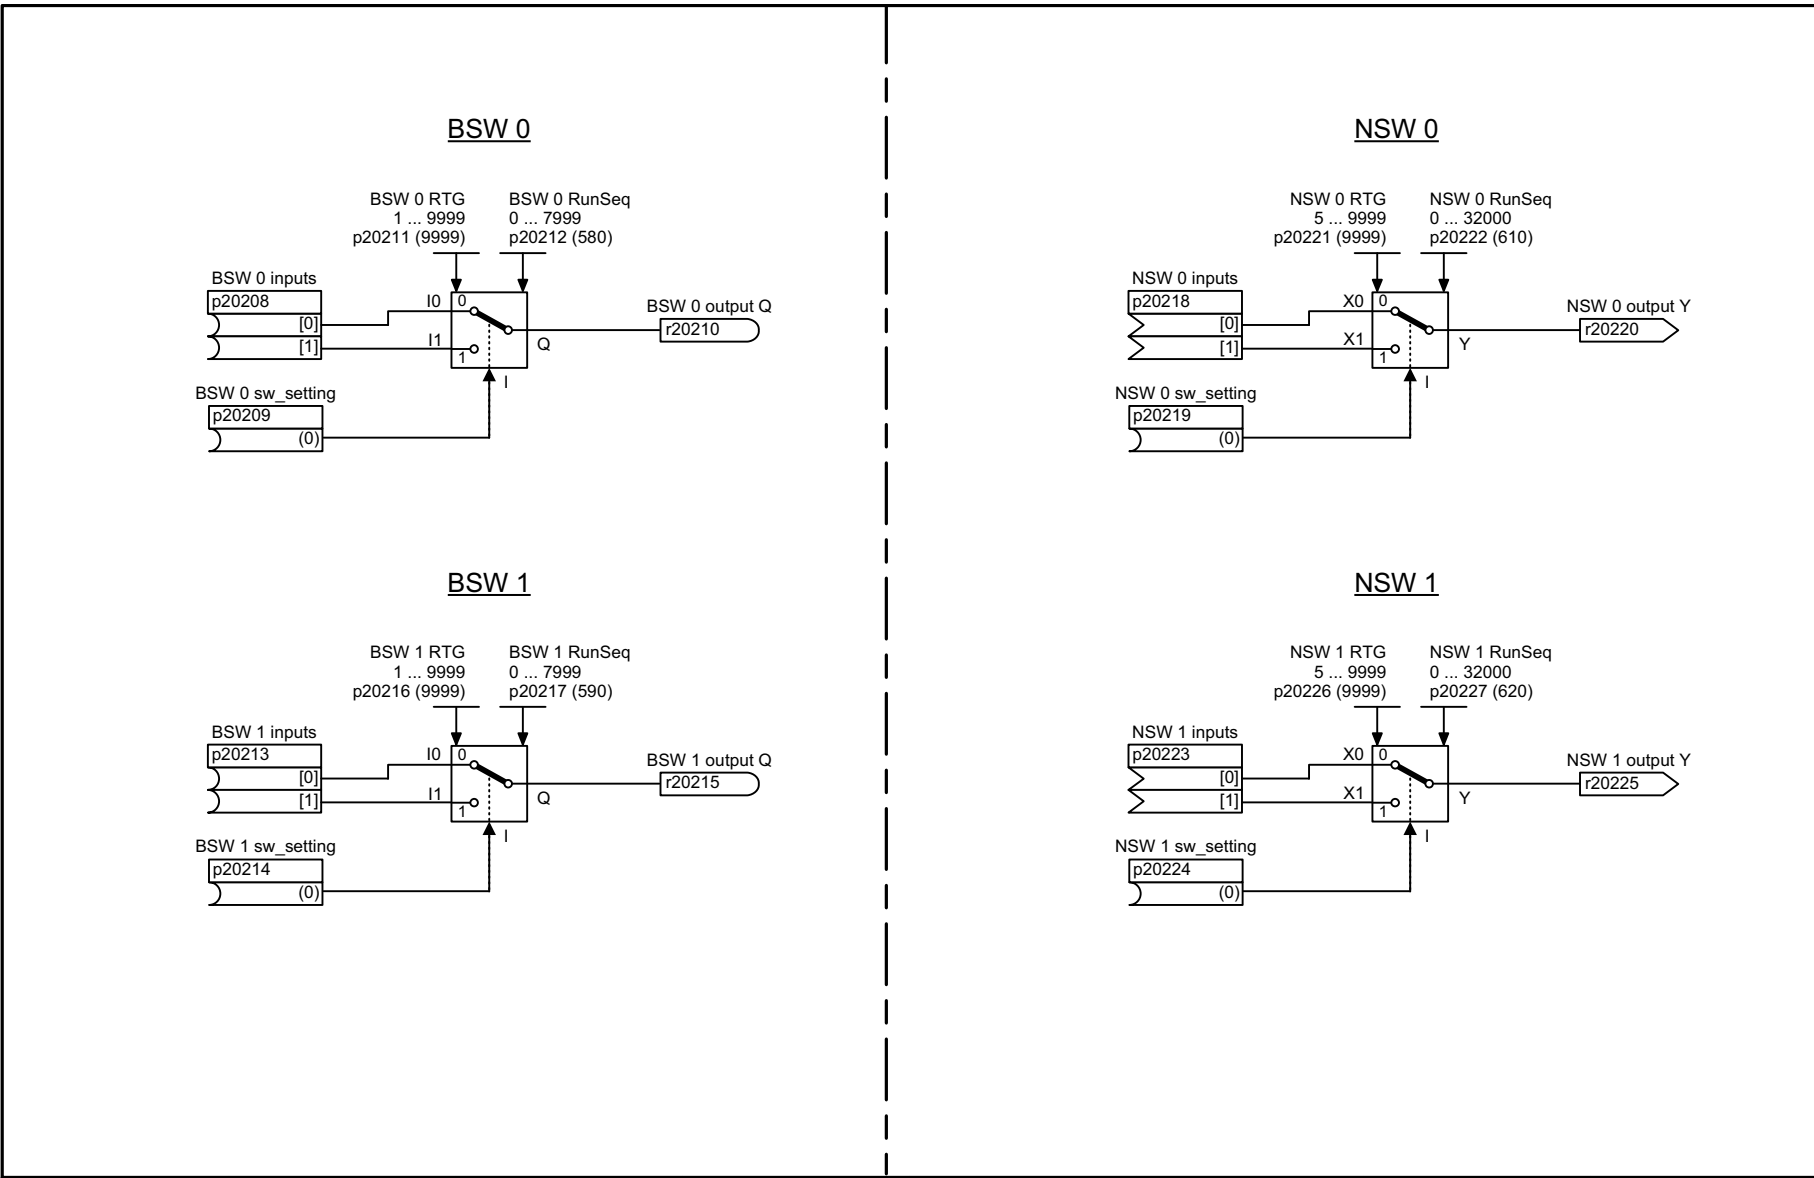 BSW 0
BSW 0 RTG
1 ... 9999
p20211 (9999)
BSW 0 RunSeq
0 ... 7999
p20212 (580)
BSW 0 inputs
p20208
[0]
[1]
I0
0
I1
1
Q
I
BSW 0 output Q
r20210
BSW 0 sw_setting
p20209
(0)
BSW 1
BSW 1 RTG
1 ... 9999
p20216 (9999)
BSW 1 RunSeq
0 ... 7999
p20217 (590)
BSW 1 inputs
p20213
[0]
[1]
I0
0
I1
1
Q
I
BSW 1 output Q
r20215
BSW 1 sw_setting
p20214
(0)
NSW 0
NSW 0 RTG
5 ... 9999
p20221 (9999)
NSW 0 RunSeq
0 ... 32000
p20222 (610)
NSW 0 inputs
p20218
[0]
[1]
X0
0
X1
1
Y
I
NSW 0 output Y
r20220
NSW 0 sw_setting
p20219
(0)
NSW 1
NSW 1 RTG
5 ... 9999
p20226 (9999)
NSW 1 RunSeq
0 ... 32000
p20227 (620)
NSW 1 inputs
p20223
[0]
[1]
X0
0
X1
1
Y
I
NSW 1 output Y
r20225
NSW 1 sw_setting
p20224
(0)